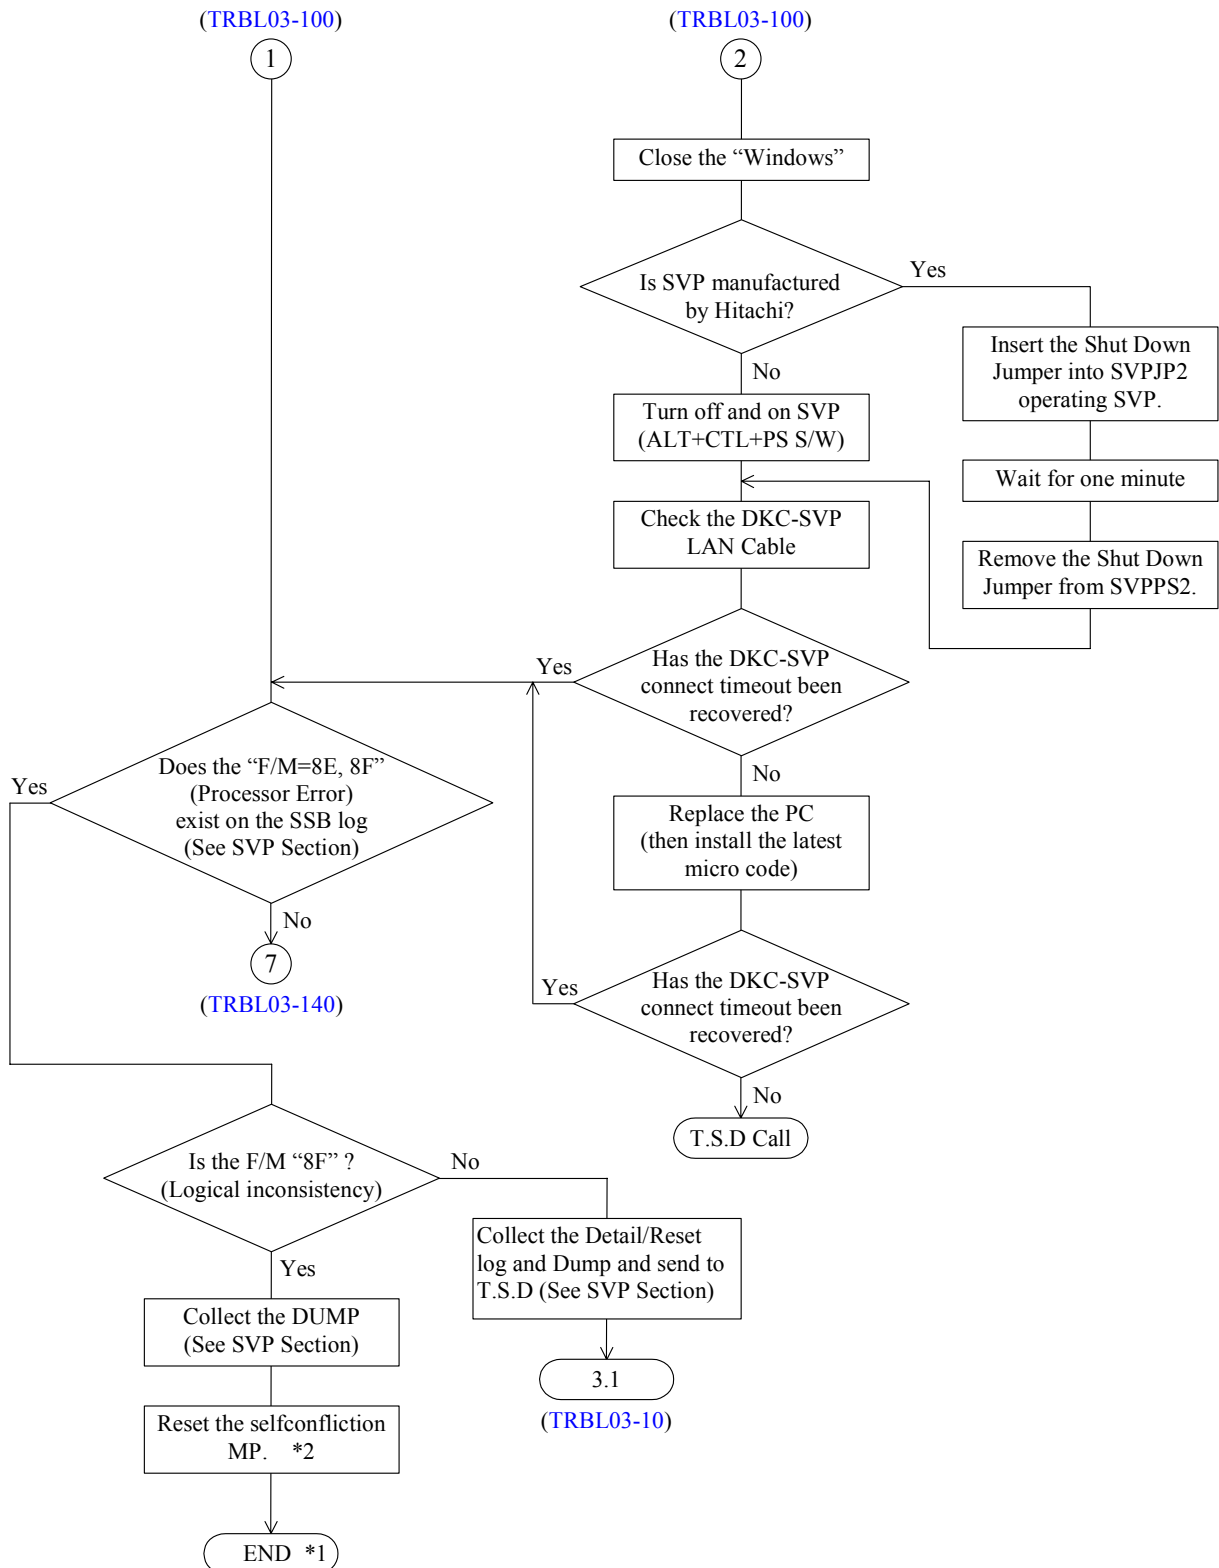 (TRBL03-100)
1
(TRBL03-100)
2
Close the “Windows”
Is SVP manufactured
by Hitachi?
Yes
No
Insert the Shut Down
Jumper into SVPJP2
operating SVP.
Wait for one minute
Remove the Shut Down
Jumper from SVPPS2.
Turn off and on SVP
(ALT+CTL+PS S/W)
Check the DKC-SVP
LAN Cable
Has the DKC-SVP
connect timeout been
recovered?
Yes
No
Replace the PC
(then install the latest
micro code)
Has the DKC-SVP
connect timeout been
recovered?
Yes
No
T.S.D Call
Does the “F/M=8E, 8F”
(Processor Error)
exist on the SSB log
(See SVP Section)
Yes
No
7
(TRBL03-140)
Is the F/M “8F” ?
(Logical inconsistency)
No
Yes
Collect the Detail/Reset
log and Dump and send to
T.S.D (See SVP Section)
3.1
(TRBL03-10)
Collect the DUMP
(See SVP Section)
Reset the selfconfliction
MP. *2
END *1